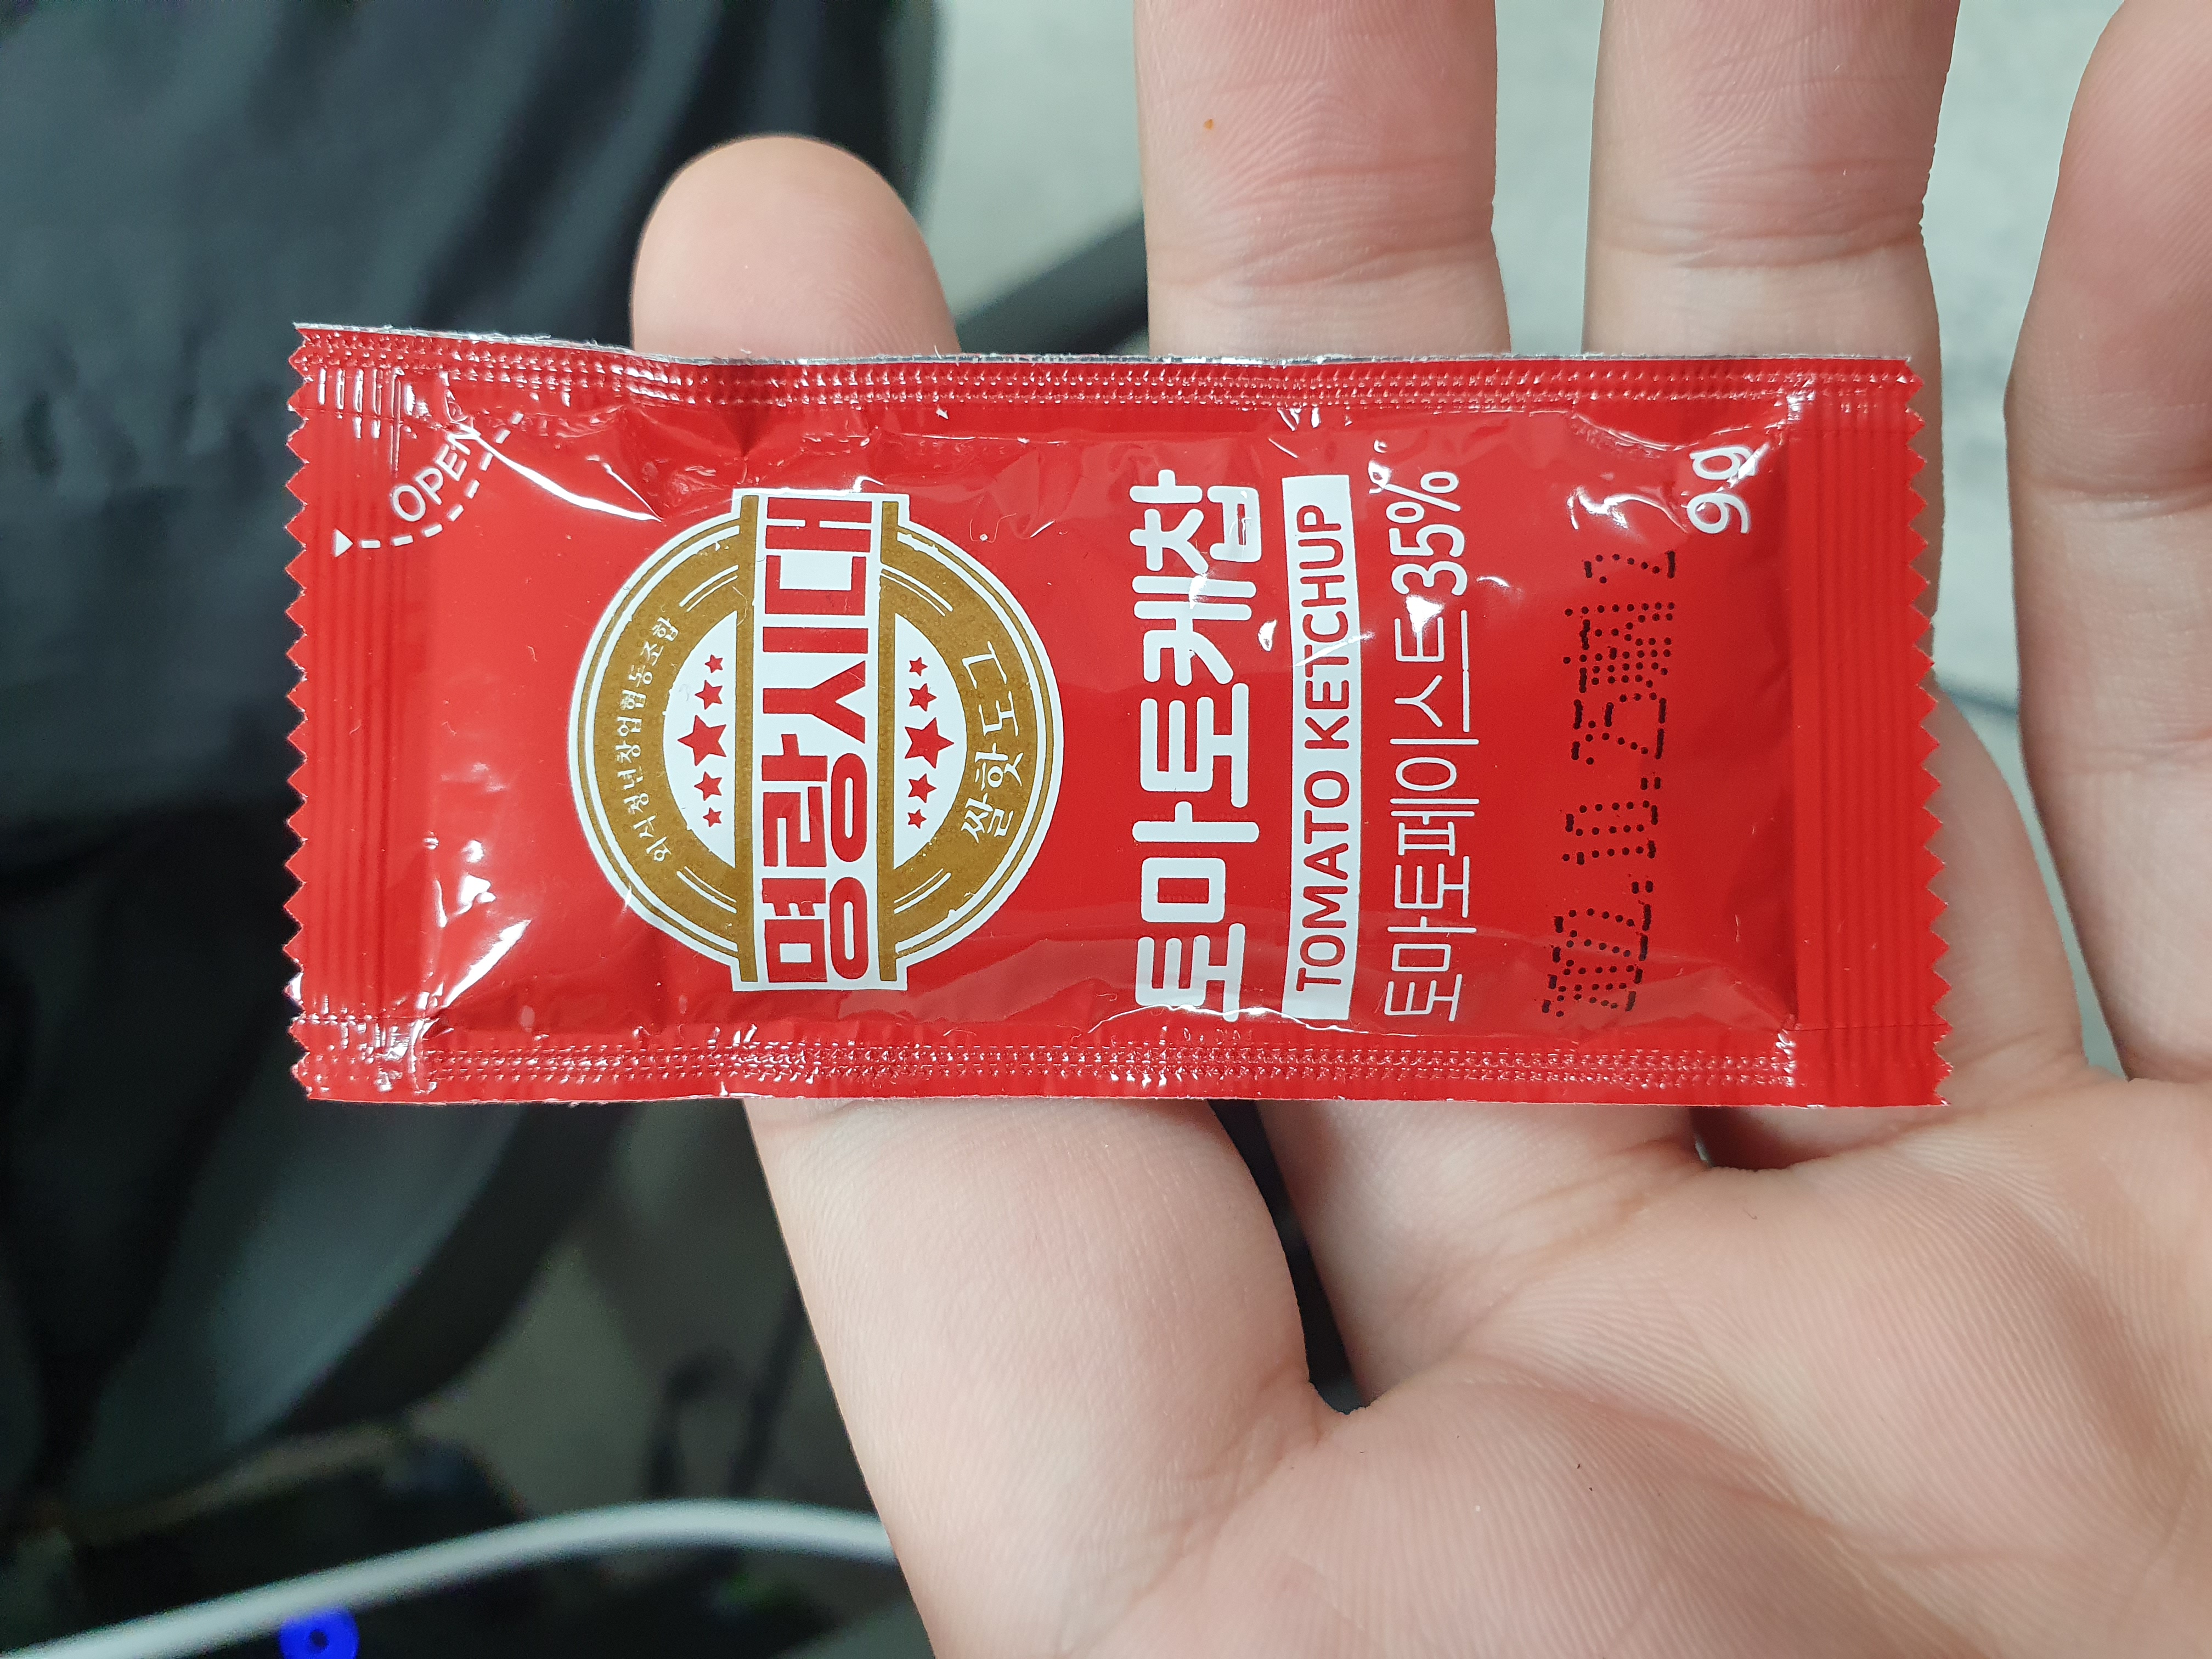 OPEN
외식청년창업협동조합
명랑시대
쌀핫도그
토마토케찹
TOMATO KETCHUP
토마토페이스트 35%
9g